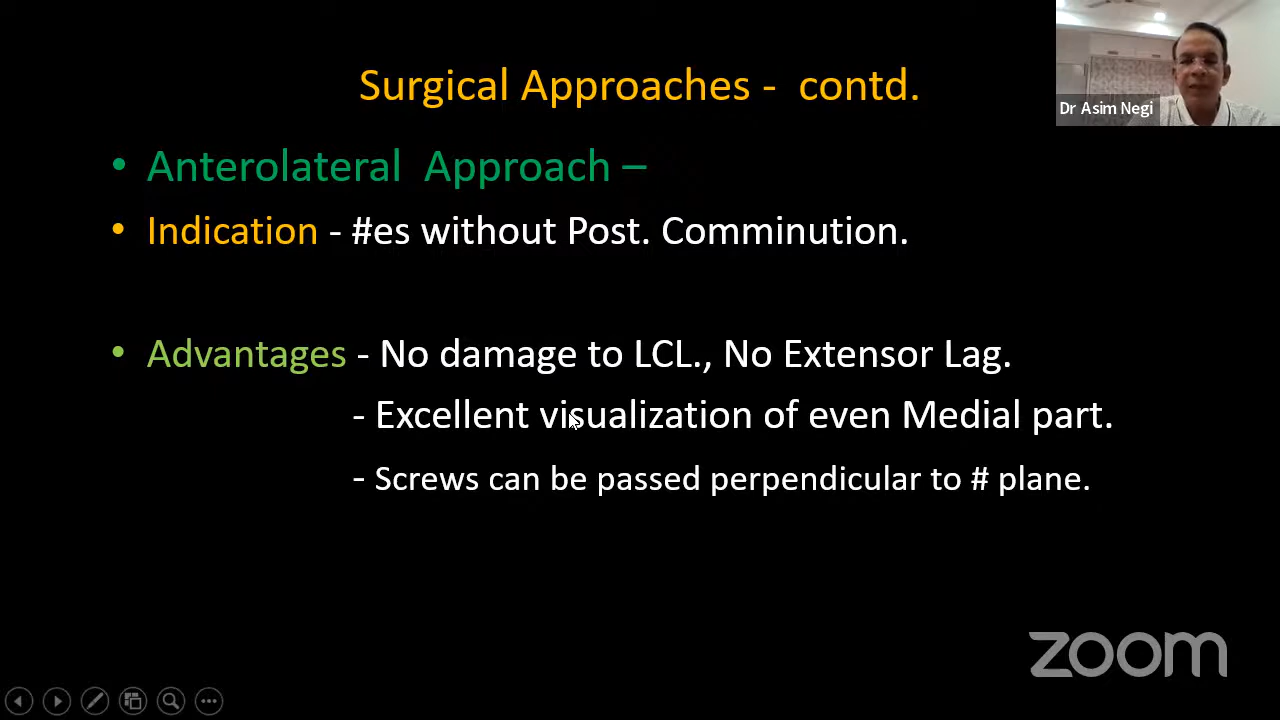 Surgical Approaches - contd.
Dr Asim Negi
• Anterolateral Approach –
• Indication - #es without Post. Comminution.
• Advantages - No damage to LCL., No Extensor Lag.
- Excellent visualization of even Medial part.
- Screws can be passed perpendicular to # plane.
zoom